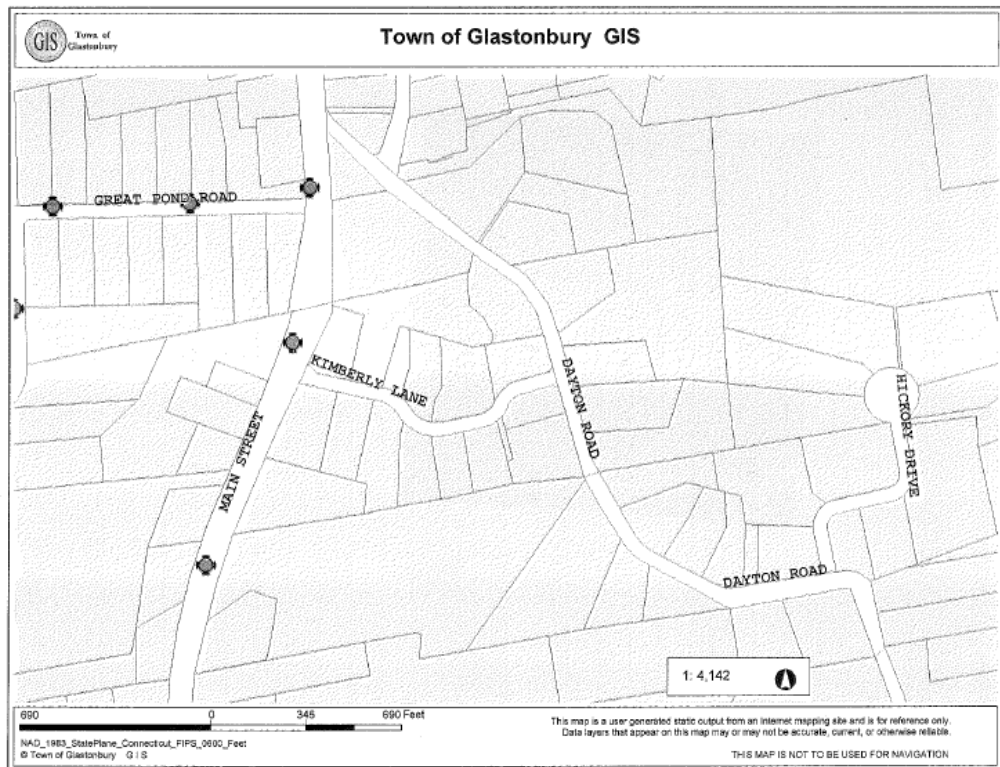 GIS
Town of
Glastonbury
Town of Glastonbury GIS
GREAT POND ROAD
KIMBERLY LANE
DAYTON ROAD
HICKORY DRIVE
MAIN STREET
DAYTON ROAD
1: 4,142
690 0 345 690 Feet
NAD_1983_StatePlane_Connecticut_FIPS_0600_Feet
© Town of Glastonbury G I S
This map is a user generated static output from an Internet mapping site and is for reference only.
Data layers that appear on this map may or may not be accurate, current, or otherwise reliable.
THIS MAP IS NOT TO BE USED FOR NAVIGATION